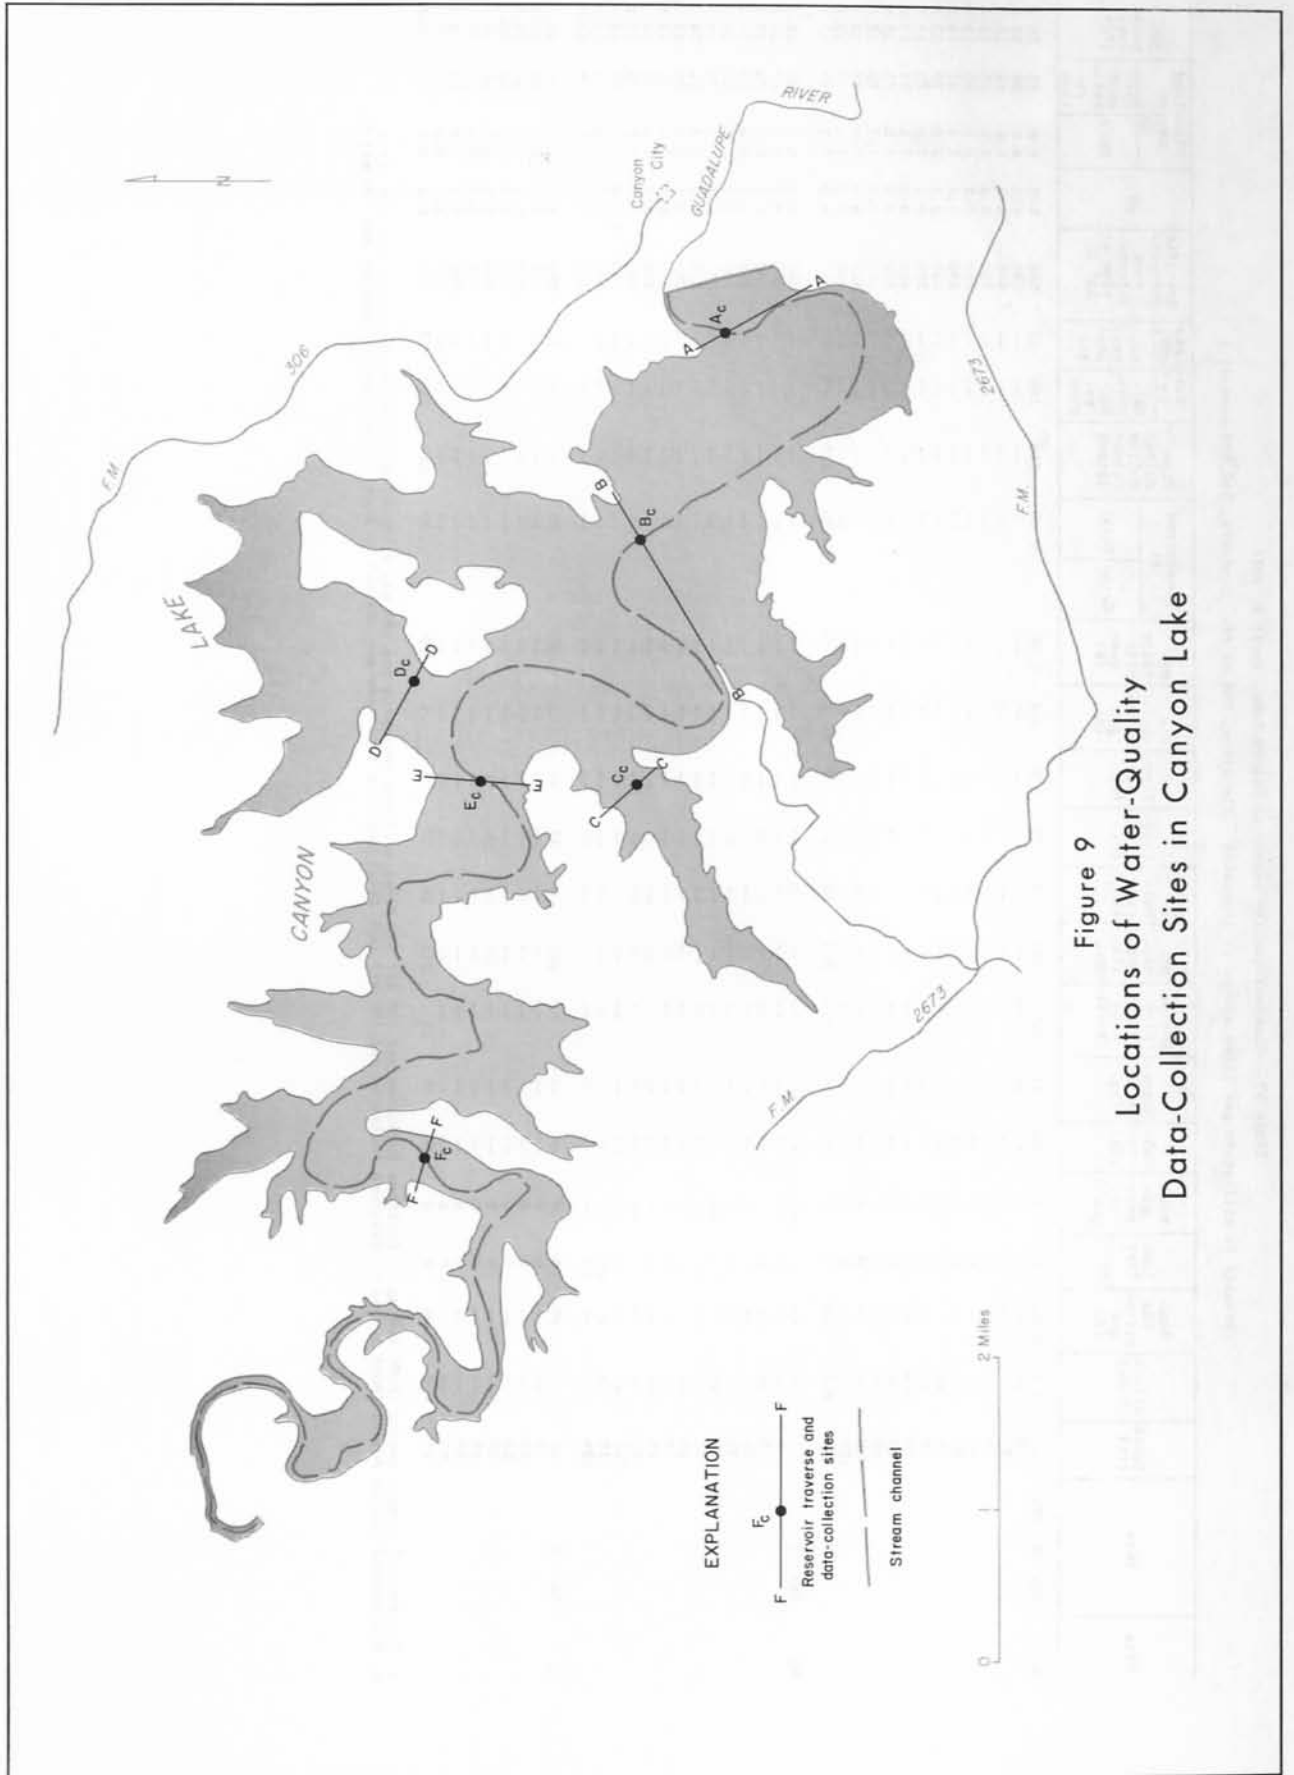 F.M.
306
RIVER
GUADALUPE
Canyon
City
N
LAKE
CANYON
A
Ac
A
B
Bc
B
C
Cc
C
D
Dc
D
E
Ec
E
F
Fc
F
F.M.
2673
F.M.
2673
EXPLANATION
F
Fc
F
Reservoir traverse and
data-collection sites
Stream channel
0
1
2 Miles
Figure 9
Locations of Water-Quality
Data-Collection Sites in Canyon Lake